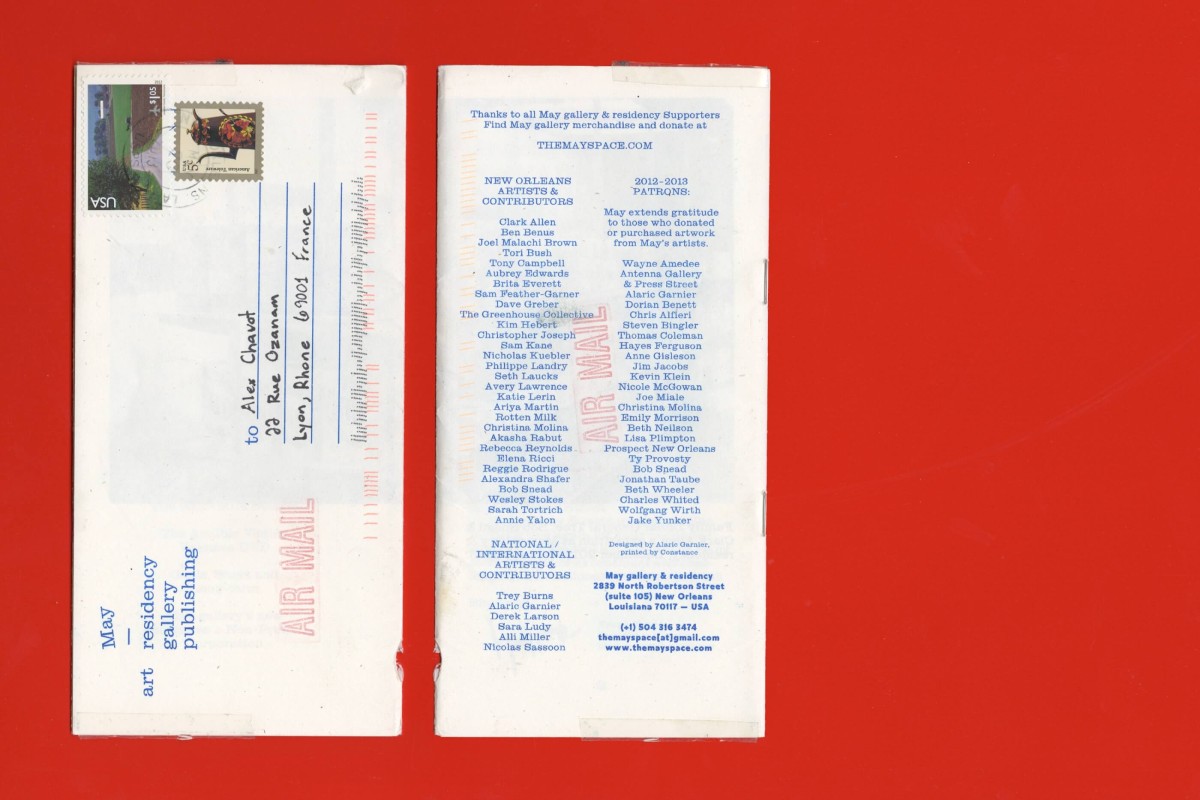 USA
$1.05
American Toleware
USA
5
to Alex Chavot
22 Rue Ozanam
Lyon, Rhone 69001 France
AIR MAIL
May
—
art residency
gallery
publishing
Thanks to all May gallery & residency Supporters
Find May gallery merchandise and donate at
THEMAYSPACE.COM
NEW ORLEANS
ARTISTS &
CONTRIBUTORS
Clark Allen
Ben Benus
Joel Malachi Brown
Tori Bush
Tony Campbell
Aubrey Edwards
Brita Everett
Sam Feather-Garner
Dave Greber
The Greenhouse Collective
Kim Hebert
Christopher Joseph
Sam Kane
Nicholas Kuebler
Philippe Landry
Seth Laucks
Avery Lawrence
Katie Lerin
Ariya Martin
Rotten Milk
Christina Molina
Akasha Rabut
Rebecca Reynolds
Elena Ricci
Reggie Rodrigue
Alexandra Shafer
Bob Snead
Wesley Stokes
Sarah Tortrich
Annie Yalon
NATIONAL /
INTERNATIONAL
ARTISTS &
CONTRIBUTORS
Trey Burns
Alaric Garnier
Derek Larson
Sara Ludy
Alli Miller
Nicolas Sassoon
2012-2013
PATRONS:
May extends gratitude
to those who donated
or purchased artwork
from May's artists.
Wayne Amedee
Antenna Gallery
& Press Street
Alaric Garnier
Dorian Benett
Chris Alfieri
Steven Bingler
Thomas Coleman
Hayes Ferguson
Anne Gisleson
Jim Jacobs
Kevin Klein
Nicole McGowan
Joe Miale
Christina Molina
Emily Morrison
Beth Neilson
Lisa Plimpton
Prospect New Orleans
Ty Provosty
Bob Snead
Jonathan Taube
Beth Wheeler
Charles Whited
Wolfgang Wirth
Jake Yunker
Designed by Alaric Garnier,
printed by Constance
May gallery & residency
2839 North Robertson Street
(suite 105) New Orleans
Louisiana 70117 — USA
(+1) 504 316 3474
themayspace[at]gmail.com
www.themayspace.com
AIR MAIL